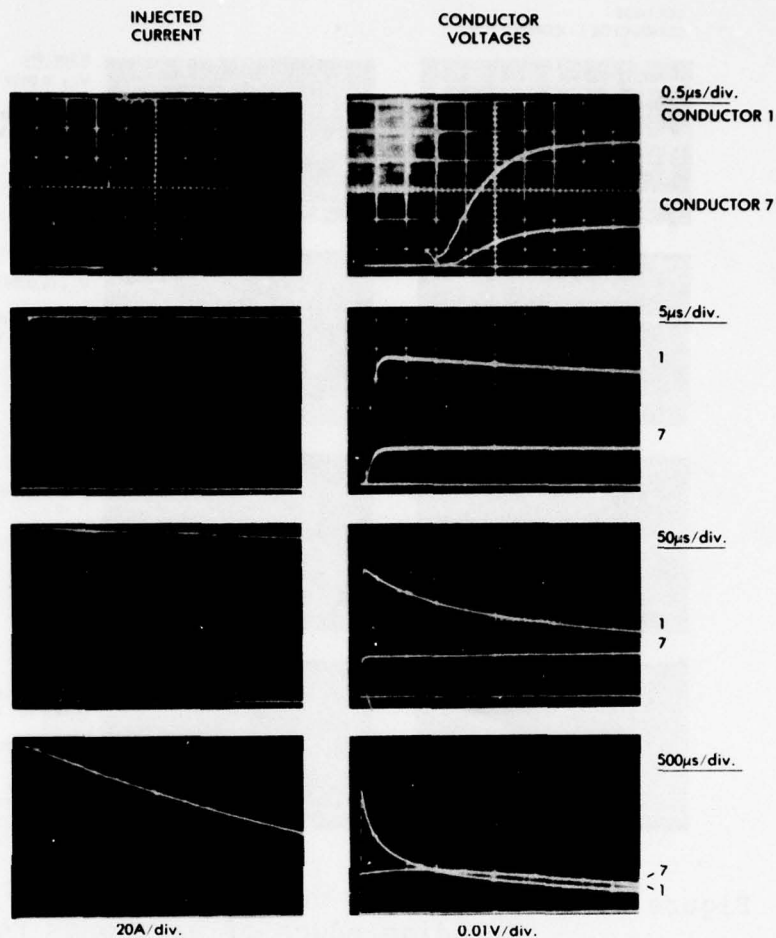 INJECTED
CURRENT
CONDUCTOR
VOLTAGES
0.5μs/div.
CONDUCTOR 1
CONDUCTOR 7
5μs/div.
1
7
50μs/div.
1
7
500μs/div.
7
1
20A/div.
0.01V/div.